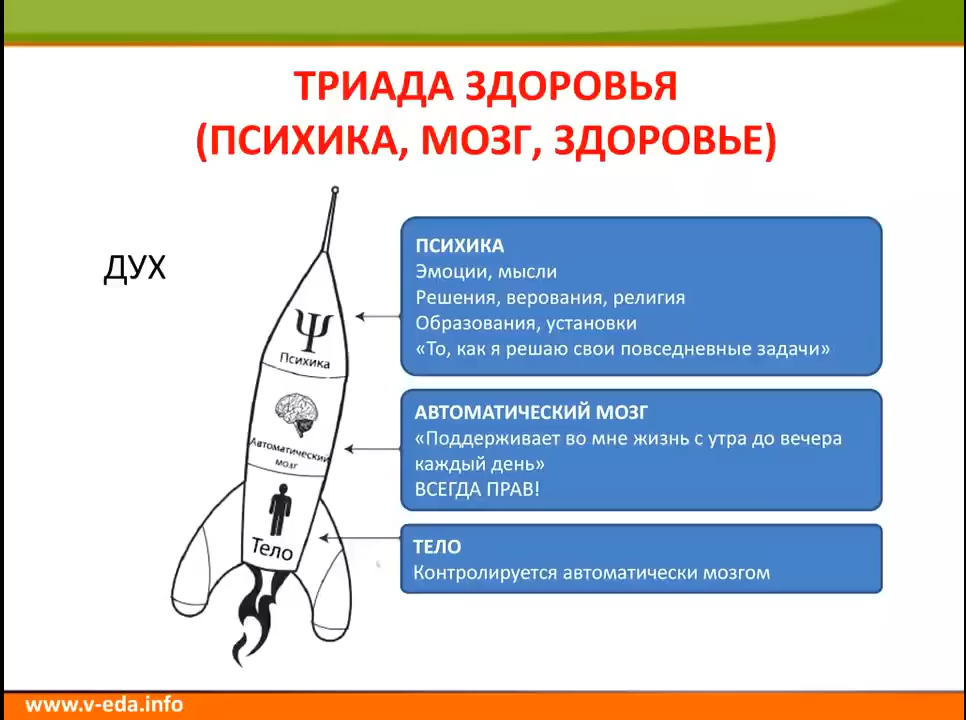 ТРИАДА ЗДОРОВЬЯ
(ПСИХИКА, МОЗГ, ЗДОРОВЬЕ)
ДУХ
Ψ
Психика
Автоматический
мозг
Тело
ПСИХИКА
Эмоции, мысли
Решения, верования, религия
Образования, установки
«То, как я решаю свои повседневные задачи»
АВТОМАТИЧЕСКИЙ МОЗГ
«Поддерживает во мне жизнь с утра до вечера
каждый день»
ВСЕГДА ПРАВ!
ТЕЛО
Контролируется автоматически мозгом
www.v-eda.info